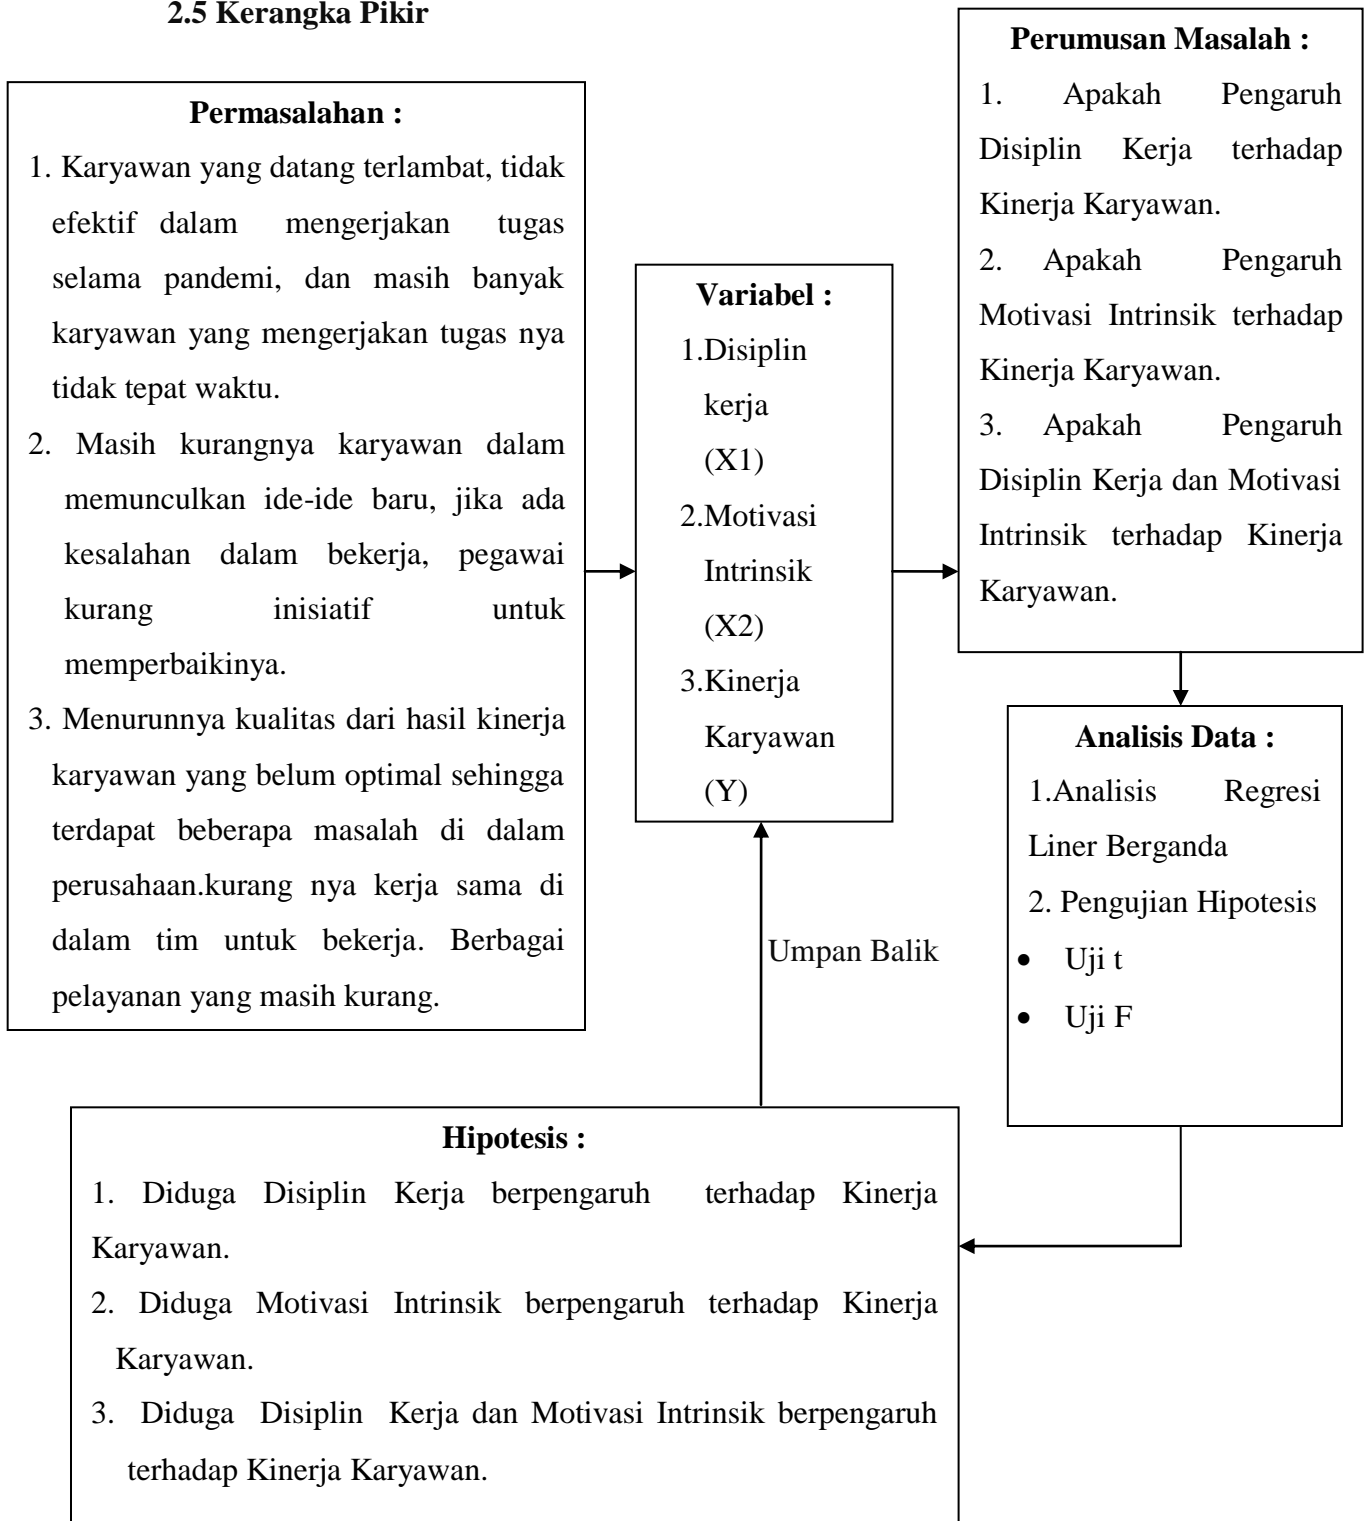 2.5 Kerangka Pikir
Permasalahan :
1. Karyawan yang datang terlambat, tidak
efektif dalam mengerjakan tugas
selama pandemi, dan masih banyak
karyawan yang mengerjakan tugas nya
tidak tepat waktu.
2. Masih kurangnya karyawan dalam
memunculkan ide-ide baru, jika ada
kesalahan dalam bekerja, pegawai
kurang inisiatif untuk
memperbaikinya.
3. Menurunnya kualitas dari hasil kinerja
karyawan yang belum optimal sehingga
terdapat beberapa masalah di dalam
perusahaan.kurang nya kerja sama di
dalam tim untuk bekerja. Berbagai
pelayanan yang masih kurang.
Variabel :
1.Disiplin
kerja
(X1)
2.Motivasi
Intrinsik
(X2)
3.Kinerja
Karyawan
(Y)
Perumusan Masalah :
1. Apakah Pengaruh
Disiplin Kerja terhadap
Kinerja Karyawan.
2. Apakah Pengaruh
Motivasi Intrinsik terhadap
Kinerja Karyawan.
3. Apakah Pengaruh
Disiplin Kerja dan Motivasi
Intrinsik terhadap Kinerja
Karyawan.
Analisis Data :
1.Analisis Regresi
Liner Berganda
2. Pengujian Hipotesis
• Uji t
• Uji F
Umpan Balik
Hipotesis :
1. Diduga Disiplin Kerja berpengaruh terhadap Kinerja
Karyawan.
2. Diduga Motivasi Intrinsik berpengaruh terhadap Kinerja
Karyawan.
3. Diduga Disiplin Kerja dan Motivasi Intrinsik berpengaruh
terhadap Kinerja Karyawan.